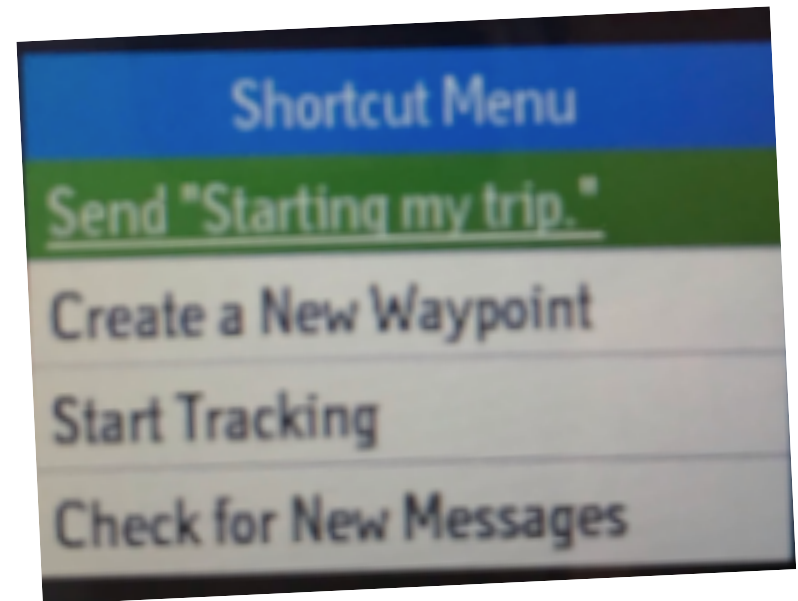 Shortcut Menu
Send "Starting my trip."
Create a New Waypoint
Start Tracking
Check for New Messages